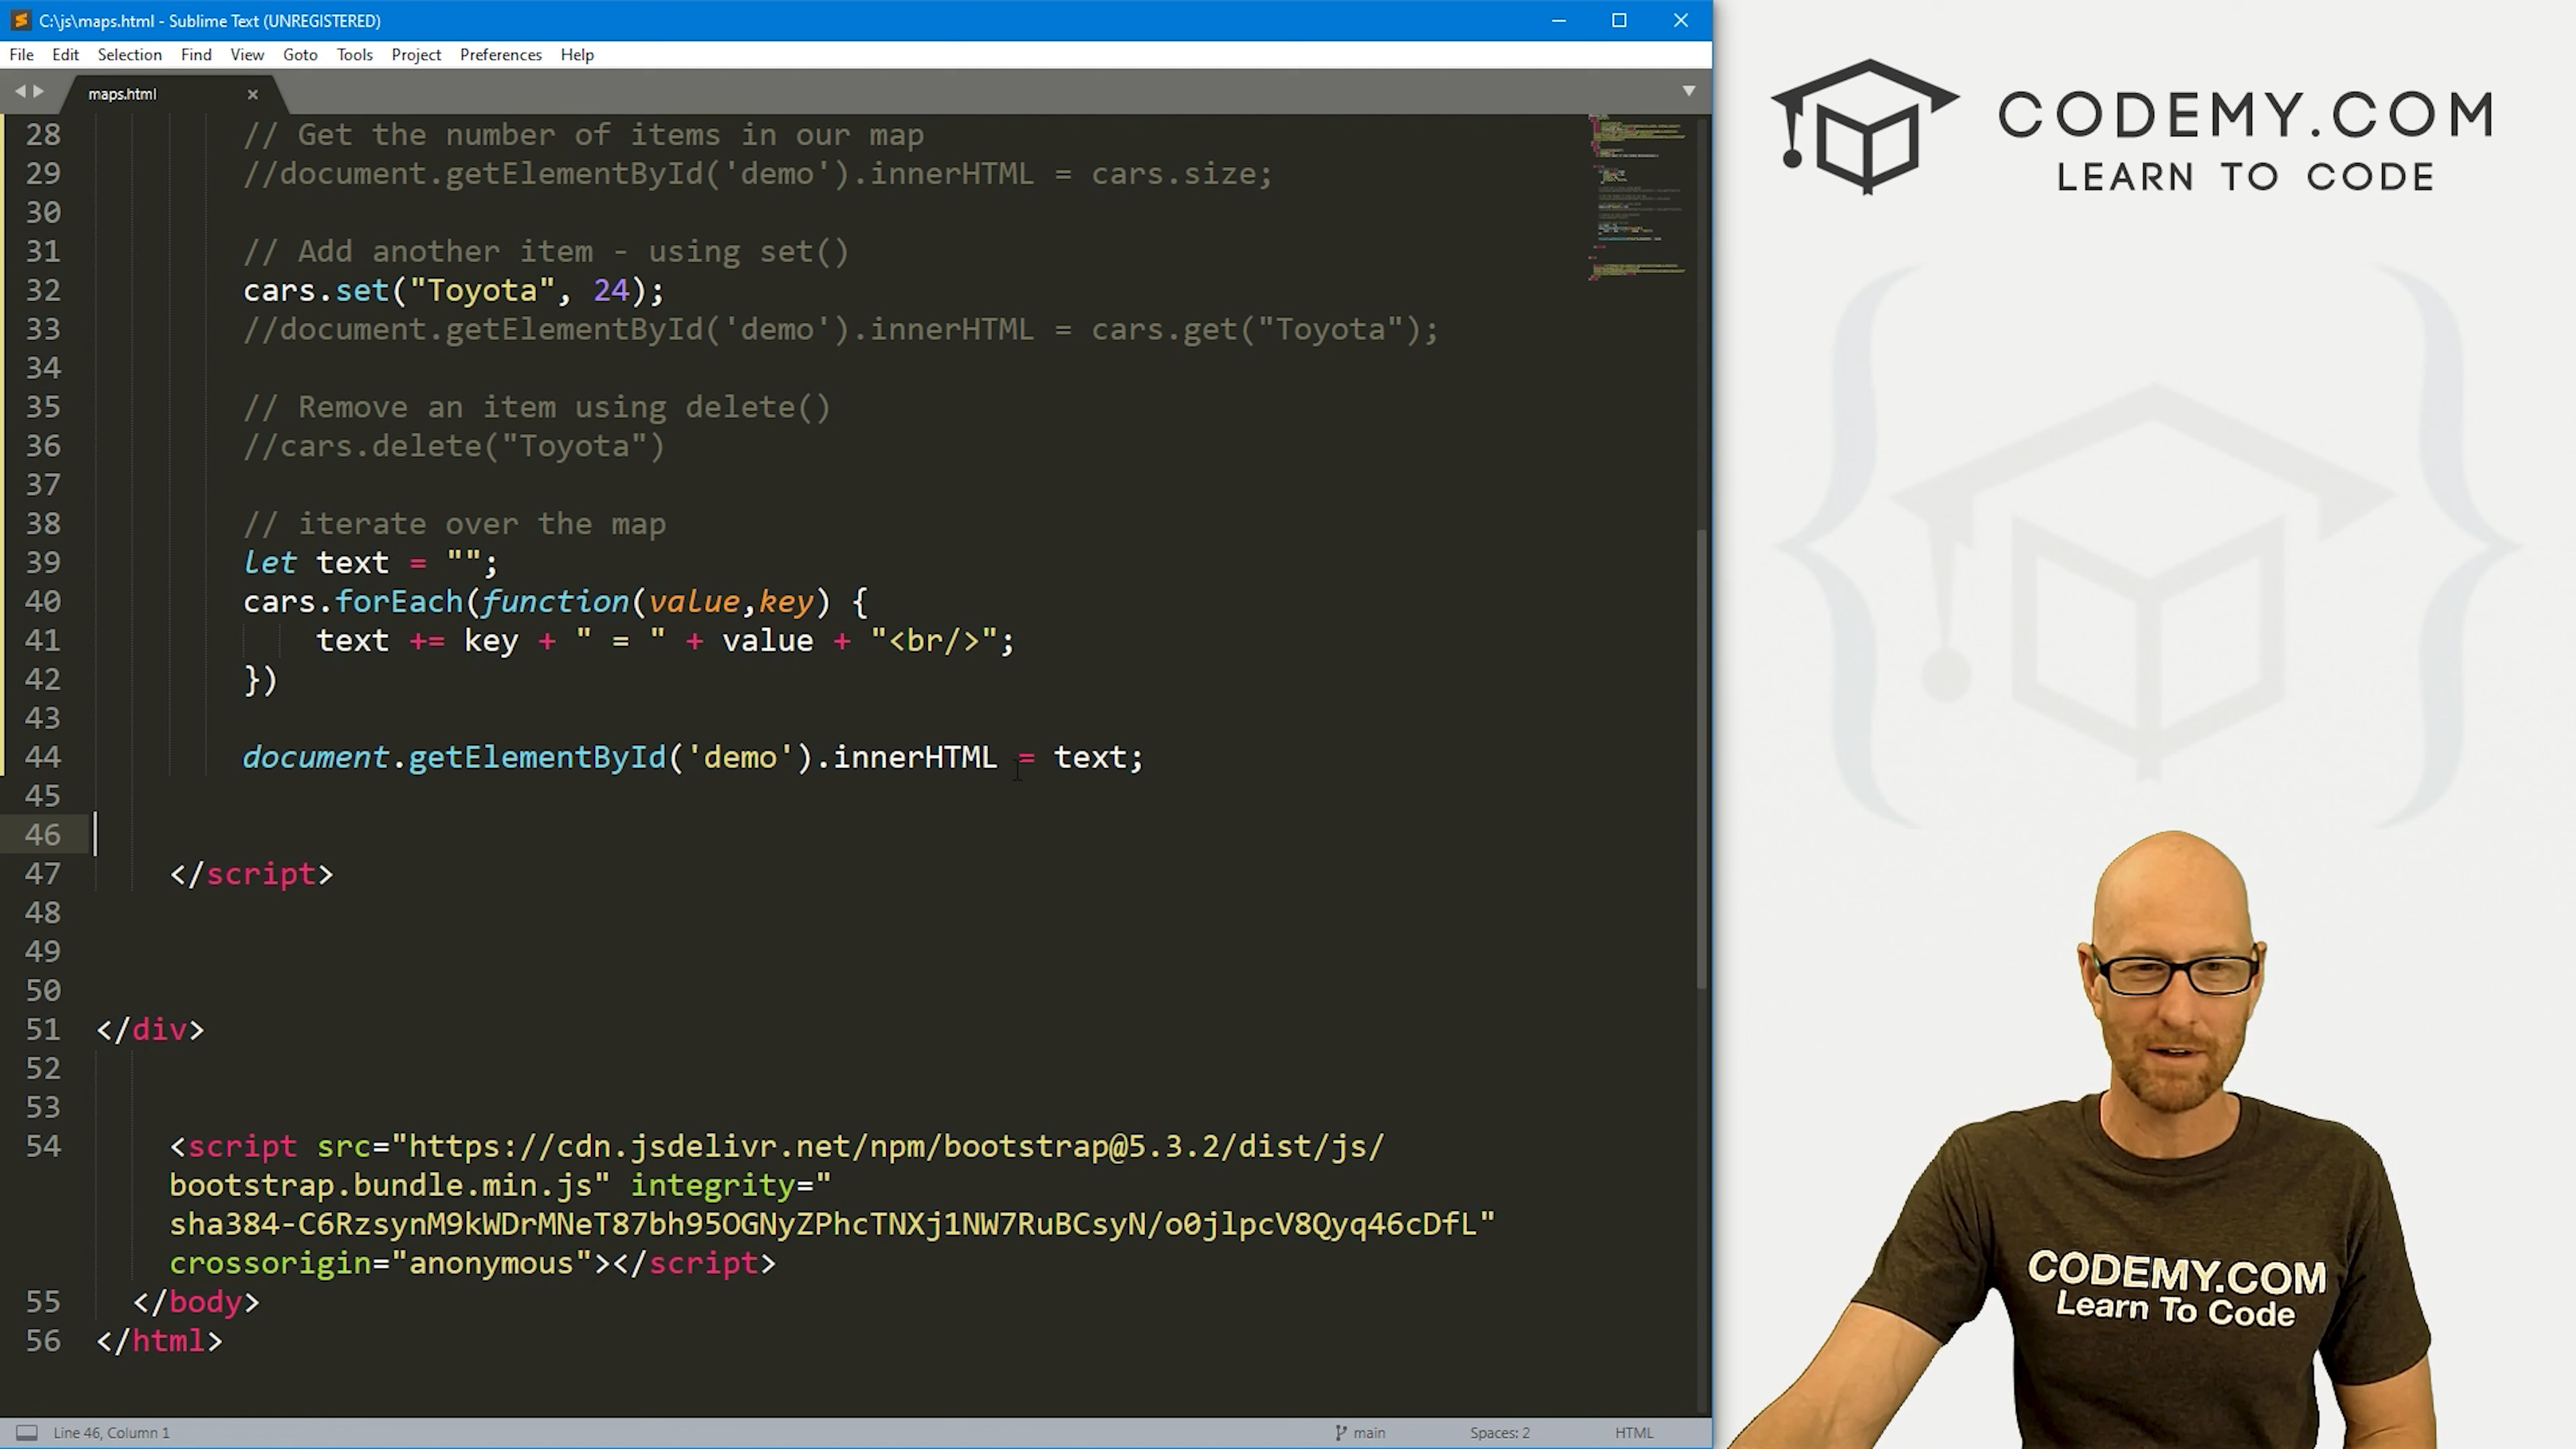 C:\js\maps.html - Sublime Text (UNREGISTERED)
File Edit Selection Find View Goto Tools Project Preferences Help
maps.html
28 // Get the number of items in our map
29 //document.getElementById('demo').innerHTML = cars.size;
30
31 // Add another item - using set()
32 cars.set("Toyota", 24);
33 //document.getElementById('demo').innerHTML = cars.get("Toyota");
34
35 // Remove an item using delete()
36 //cars.delete("Toyota")
37
38 // iterate over the map
39 let text = "";
40 cars.forEach(function(value,key) {
41 text += key + " = " + value + "<br/>";
42 })
43
44 document.getElementById('demo').innerHTML = text;
45
46
47 </script>
48
49
50
51 </div>
52
53
54 <script src="https://cdn.jsdelivr.net/npm/bootstrap@5.3.2/dist/js/
bootstrap.bundle.min.js" integrity="
sha384-C6RzsynM9kWDrMNeT87bh95OGNyZPhcTNXj1NW7RuBCsyN/o0jlpcV8Qyq46cDfL"
crossorigin="anonymous"></script>
55 </body>
56 </html>
Line 46, Column 1 main Spaces: 2 HTML
CODEMY.COM
LEARN TO CODE
CODEMY.COM
Learn To Code